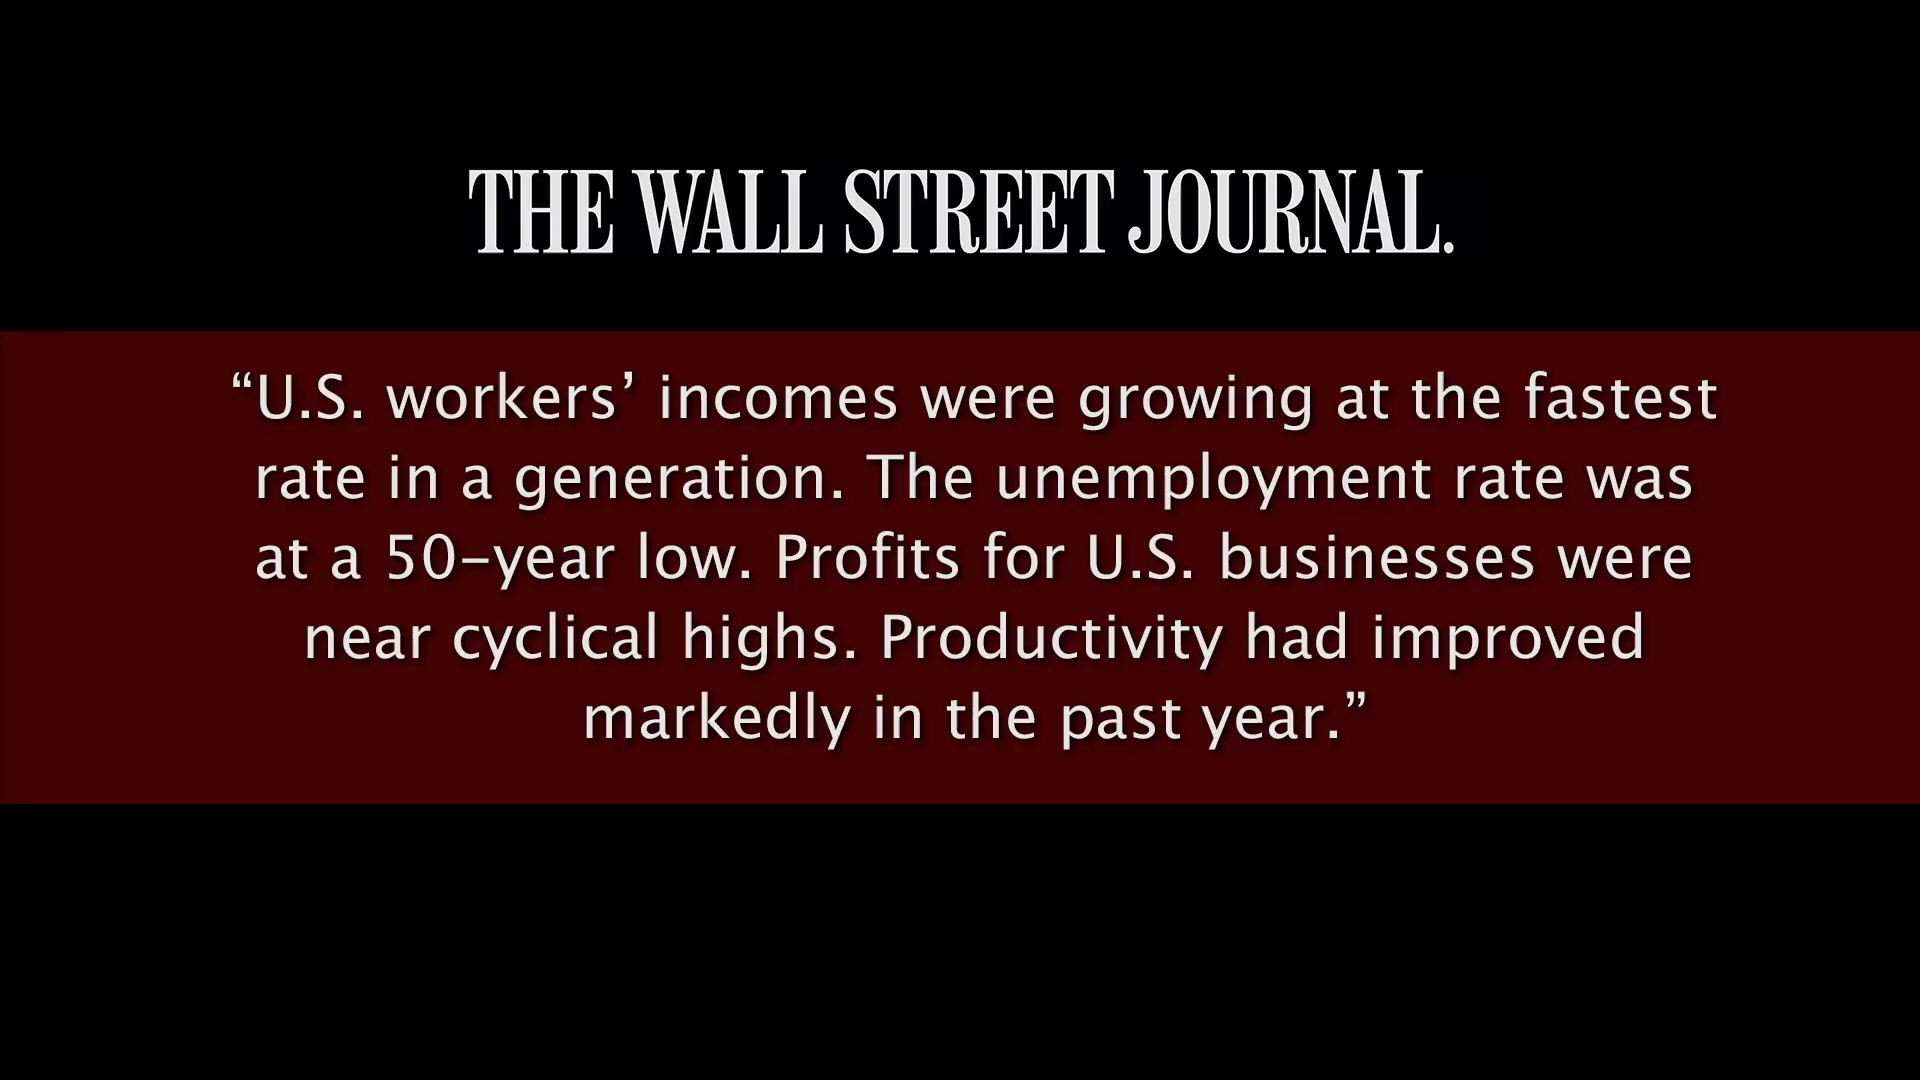 THE WALL STREET JOURNAL.
“U.S. workers’ incomes were growing at the fastest
rate in a generation. The unemployment rate was
at a 50–year low. Profits for U.S. businesses were
near cyclical highs. Productivity had improved
markedly in the past year.”